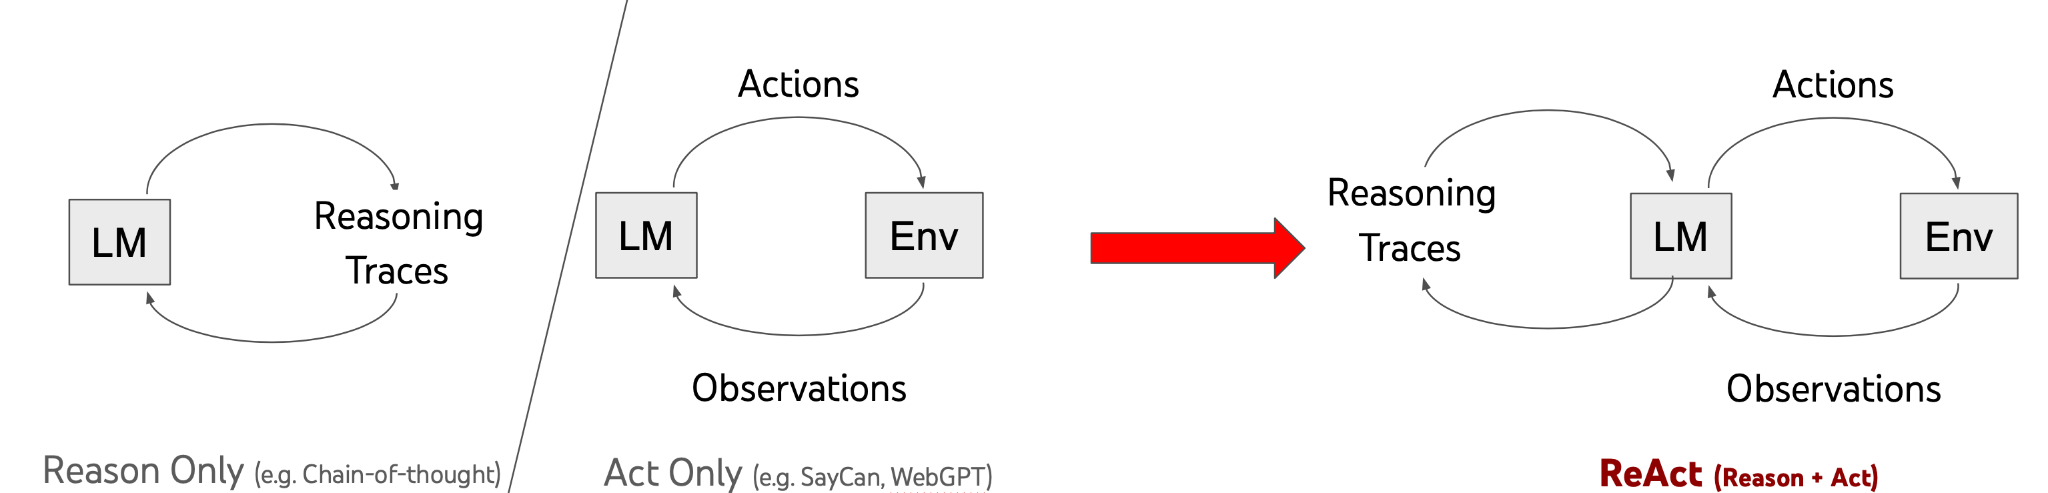 LM
Reasoning
Traces
Reason Only (e.g. Chain-of-thought)
Actions
LM
Env
Observations
Act Only (e.g. SayCan, WebGPT)
Actions
Reasoning
Traces
LM
Env
Observations
ReAct (Reason + Act)